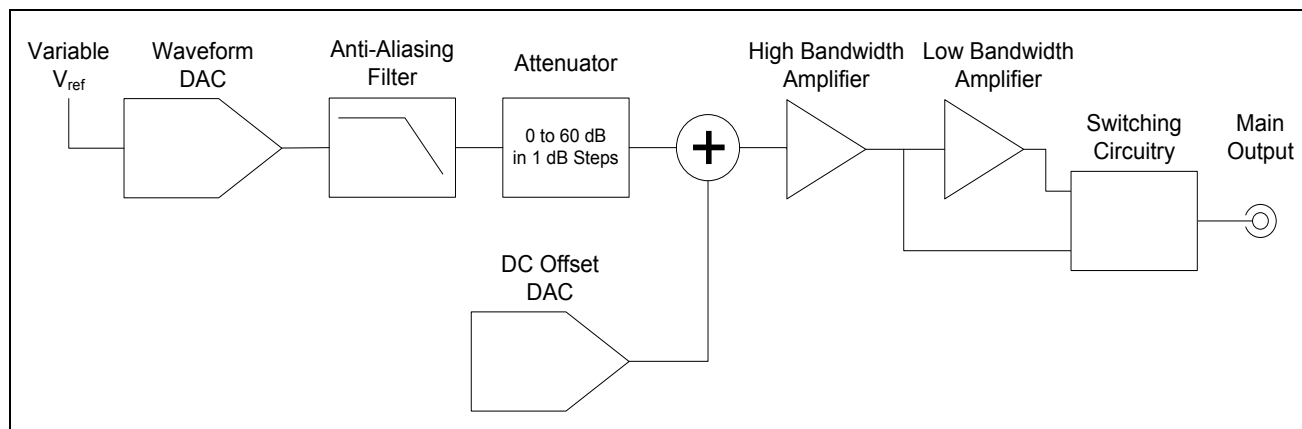 Variable
Vref
Waveform
DAC
Anti-Aliasing
Filter
Attenuator
0 to 60 dB
in 1 dB Steps
+
High Bandwidth
Amplifier
Low Bandwidth
Amplifier
Switching
Circuitry
Main
Output
DC Offset
DAC